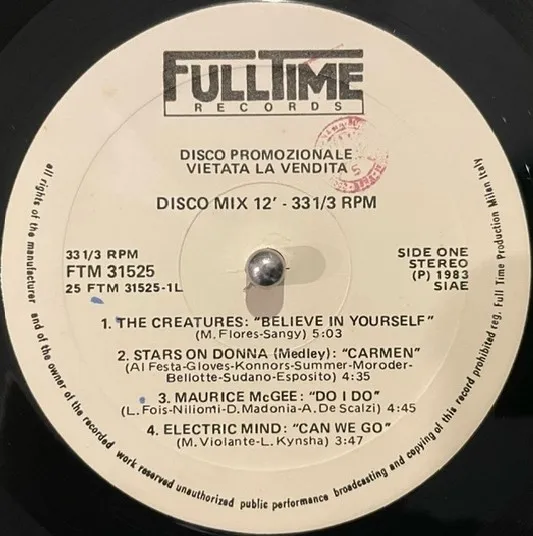 FULLTIME
RECORDS
DISCO PROMOZIONALE
VIETATA LA VENDITA
DISCO MIX 12' - 331/3 RPM
33 1/3 RPM
FTM 31525
25 FTM 31525-1L
SIDE ONE
STEREO
(P) 1983
SIAE
1. THE CREATURES: "BELIEVE IN YOURSELF"
(M. Flores-Sangy) 5:03
2. STARS ON DONNA (Medley): "CARMEN"
(Al Festa-Gloves-Konnors-Summer-Moroder-
Bellotte-Sudano-Esposito) 4:35
3. MAURICE McGEE: "DO I DO"
(L. Fois-Niliomi-D. Madonia-A. De Scalzi) 4:45
4. ELECTRIC MIND: "CAN WE GO"
(M. Violante-L. Kynsha) 3:47
all rights of the manufacturer and of the owner of the recorded work reserved unauthorized public performance broadcasting and copying of this record prohibited reg. Full Time Production Milan Italy